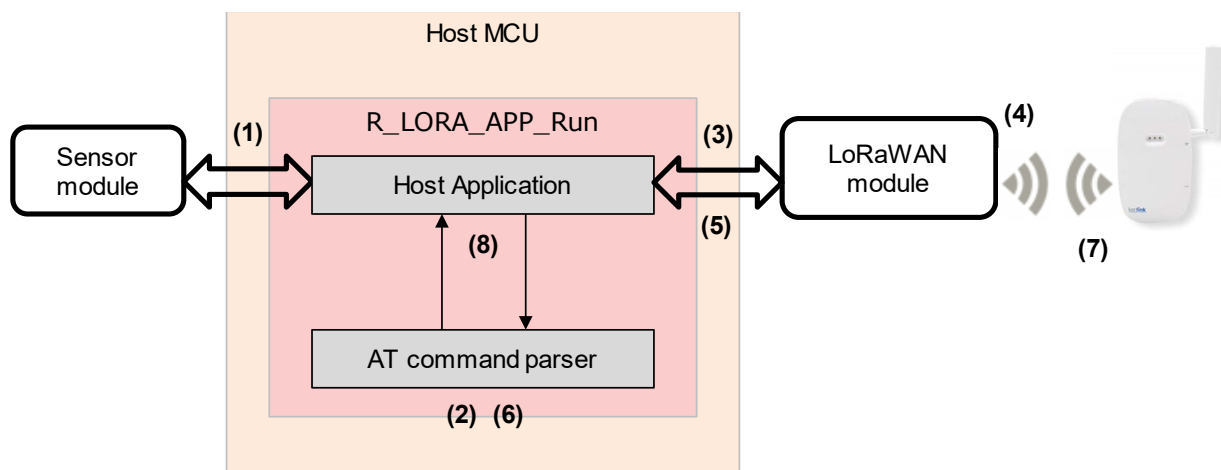 Host MCU
R_LORA_APP_Run
(1)
(3)
(4)
Sensor
module
Host Application
LoRaWAN
module
(5)
(7)
(8)
AT command parser
(2) (6)